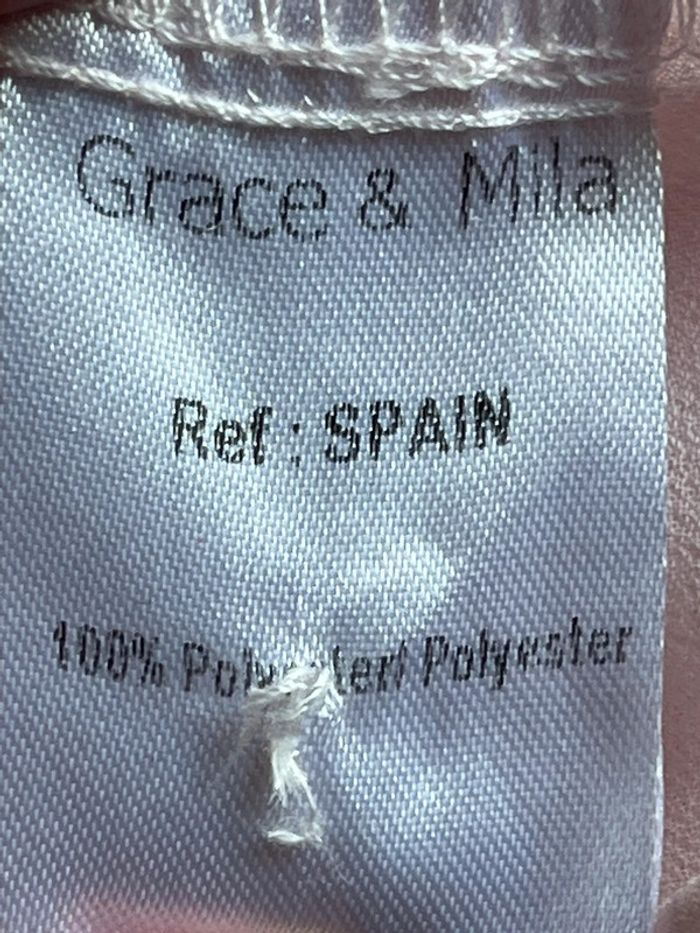 Grace & Mila
Ref : SPAIN
100% Polyester/ Polyester